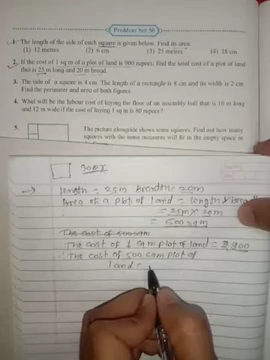 Problem Set 56
1. The length of the side of each square is given below. Find its area.
(1) 12 metres (2) 6 cm (3) 25 metres (4) 18 cm
2. If the cost of 1 sq m of a plot of land is 900 rupees, find the total cost of a plot of land
that is 25 m long and 20 m broad.
3. The side of a square is 4 cm. The length of a rectangle is 8 cm and its width is 2 cm.
Find the perimeter and area of both figures.
4. What will be the labour cost of laying the floor of an assembly hall that is 16 m long
and 12 m wide if the cost of laying 1 sq m is 80 rupees?
5. The picture alongside shows some squares. Find out how many
squares with the same measures will fit in the empty space in
length = 25m breadth = 20m
Area of a plot of land = length × bread
= 25m × 20m
= 500 sqm
The cost of
The cost of 1 sqm plot of land = ₹ 900
∴ The cost of 500 sqm plot of
land =